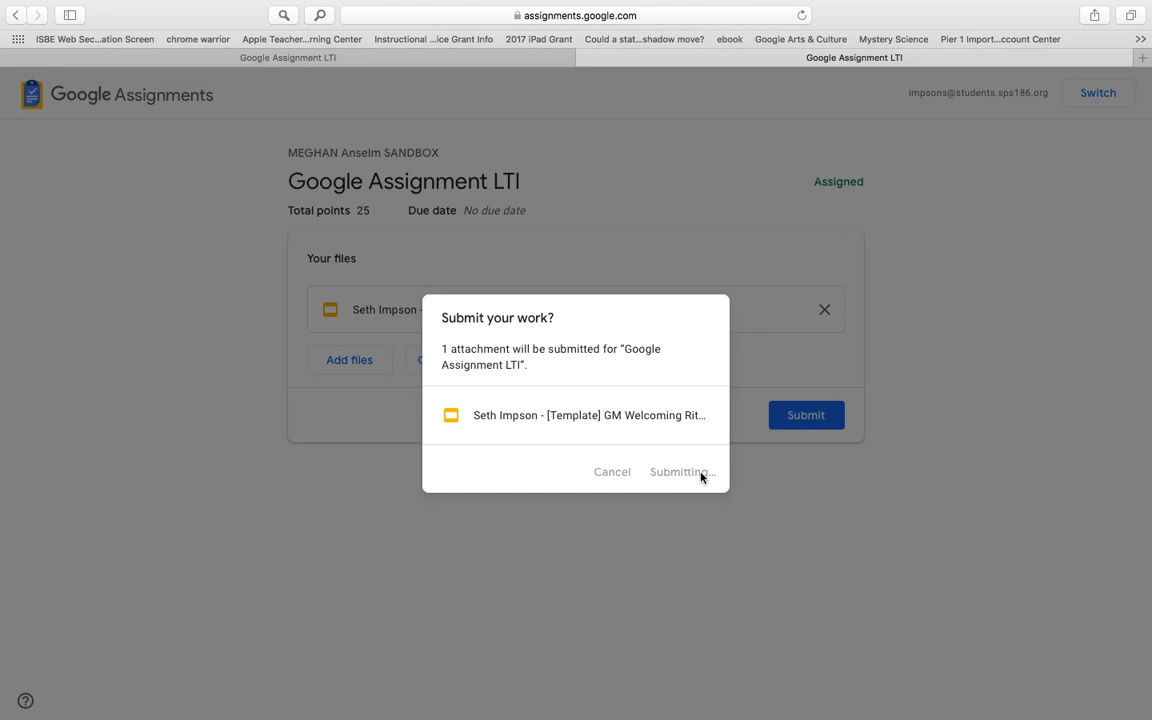 assignments.google.com
ISBE Web Sec...ation Screen chrome warrior Apple Teacher...rning Center Instructional ...ice Grant Info 2017 iPad Grant Could a stat...shadow move? ebook Google Arts & Culture Mystery Science Pier 1 Import...ccount Center >>
Google Assignment LTI Google Assignment LTI
Google Assignments impsons@students.sps186.org Switch
MEGHAN Anselm SANDBOX
Google Assignment LTI Assigned
Total points 25 Due date No due date
Your files
Seth Impson -
Add files
Submit
Submit your work?
1 attachment will be submitted for “Google
Assignment LTI”.
Seth Impson - [Template] GM Welcoming Rit...
Cancel Submitting...